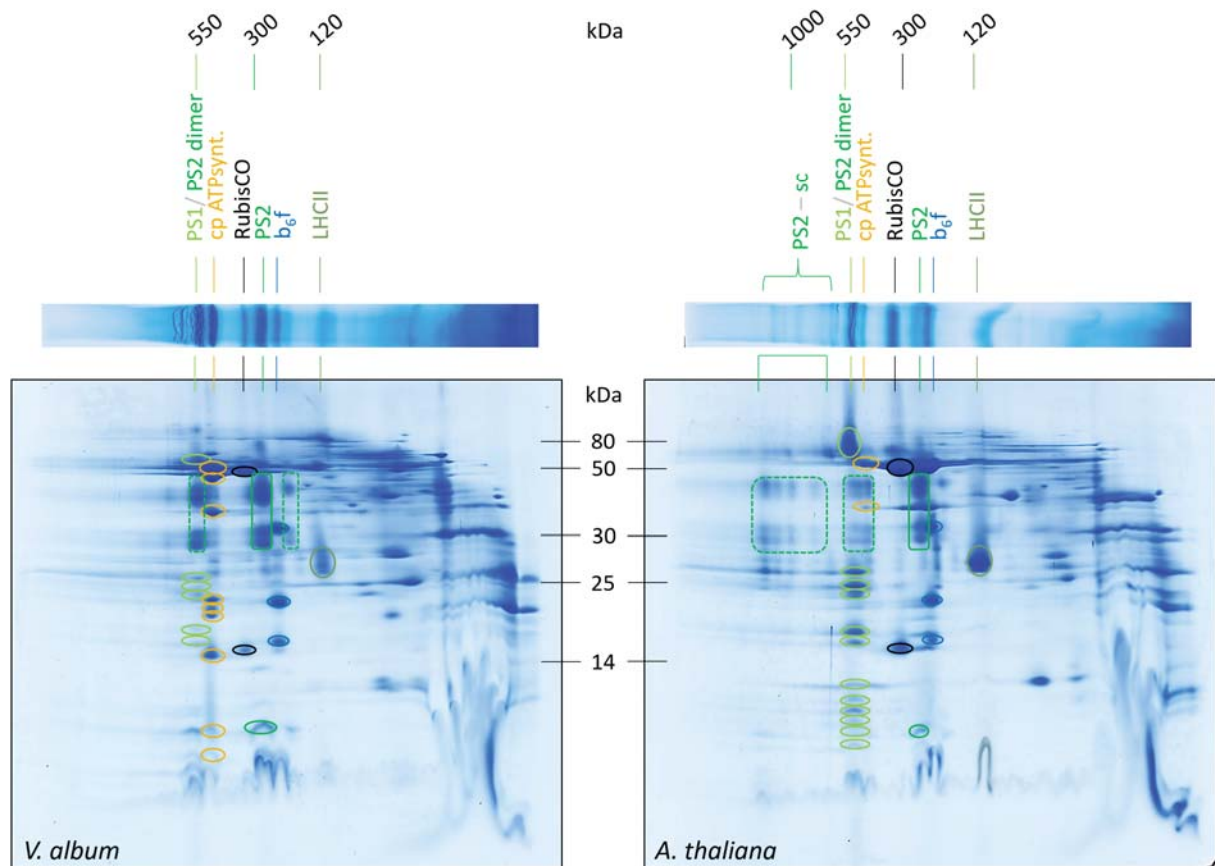 550
300
120
kDa
1000
550
300
120
PS1/ PS2 dimer
cp ATPsynt.
RubisCO
PS2
b₆f
LHCII
PS2 – sc
PS1/ PS2 dimer
cp ATPsynt.
RubisCO
PS2
b₆f
LHCII
kDa
80
50
30
25
14
V. album
A. thaliana